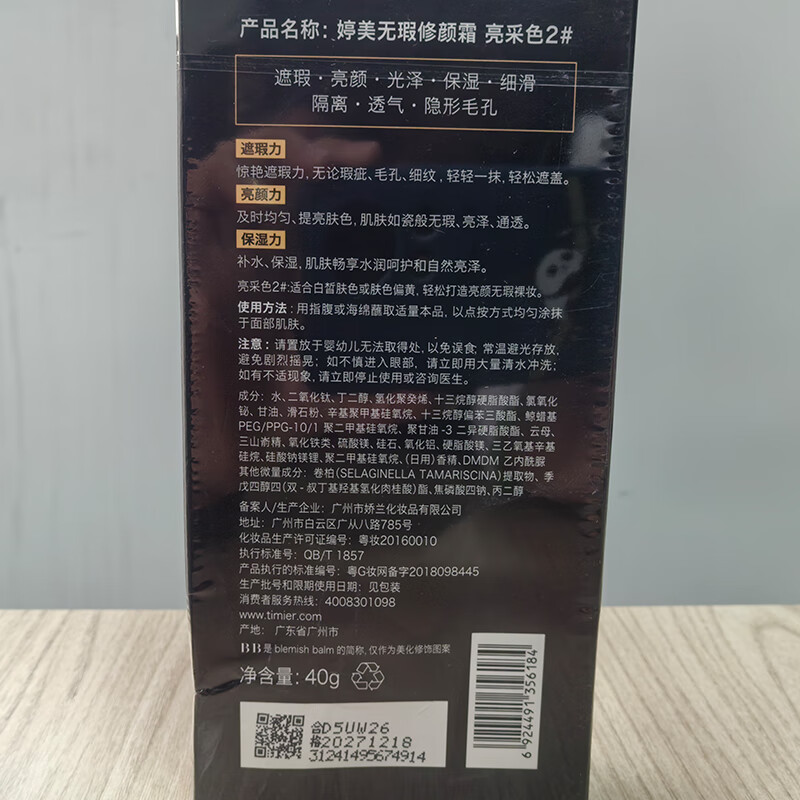 产品名称：婷美无瑕修颜霜 亮采色2#
遮瑕·亮颜·光泽·保湿·细滑
隔离·透气·隐形毛孔
遮瑕力
惊艳遮瑕力，无论瑕疵、毛孔、细纹，轻轻一抹，轻松遮盖。
亮颜力
及时均匀、提亮肤色，肌肤如瓷般无瑕、亮泽、通透。
保湿力
补水、保湿，肌肤畅享水润呵护和自然亮泽。
亮采色2#:适合白皙肤色或肤色偏黄，轻松打造亮颜无瑕裸妆。
使用方法：用指腹或海绵蘸取适量本品，以点按方式均匀涂抹
于面部肌肤。
注意：请置放于婴幼儿无法取得处，以免误食；常温避光存放，
避免剧烈摇晃；如不慎进入眼部，请立即用大量清水冲洗；
如有不适现象，请立即停止使用或咨询医生。
成分：水、二氧化钛、丁二醇、氢化聚癸烯、十三烷醇硬脂酸酯、氯氧化
铋、甘油、滑石粉、辛基聚甲基硅氧烷、十三烷醇偏苯三酸酯、鲸蜡基
PEG/PPG-10/1 聚二甲基硅氧烷、聚甘油-3 二异硬脂酸酯、云母、
三山嵛精、氧化铁类、硫酸镁、硅石、氧化铝、硬脂酸镁、三乙氧基辛基
硅烷、硅酸钠镁锂、聚二甲基硅氧烷、(日用)香精、DMDM 乙内酰脲
其他微量成分：卷柏(SELAGINELLA TAMARISCINA)提取物、季
戊四醇四(双-叔丁基羟基氢化肉桂酸)酯、焦磷酸四钠、丙二醇
备案人/生产企业：广州市娇兰化妆品有限公司
地址：广州市白云区广从八路785号
化妆品生产许可证编号：粤妆20160010
执行标准号：QB/T 1857
产品执行的标准编号：粤G妆网备字2018098445
生产批号和限期使用日期：见包装
消费者服务热线：4008301098
www.timier.com
产地： 广东省广州市
BB是 blemish balm 的简称，仅作为美化修饰图案
净含量：40g
合D5UW26
格20271218
31241495674914
6 924491 356184